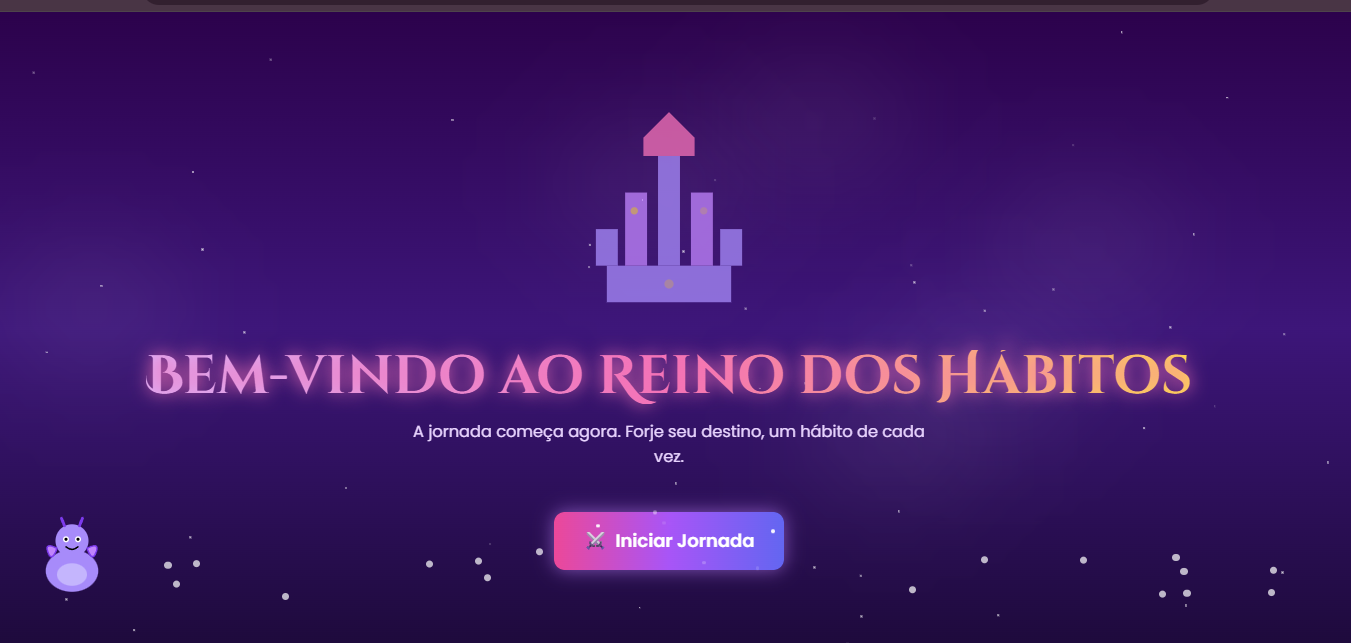 Bem-vindo ao Reino dos Hábitos
A jornada começa agora. Forje seu destino, um hábito de cada
vez.
⚔️ Iniciar Jornada